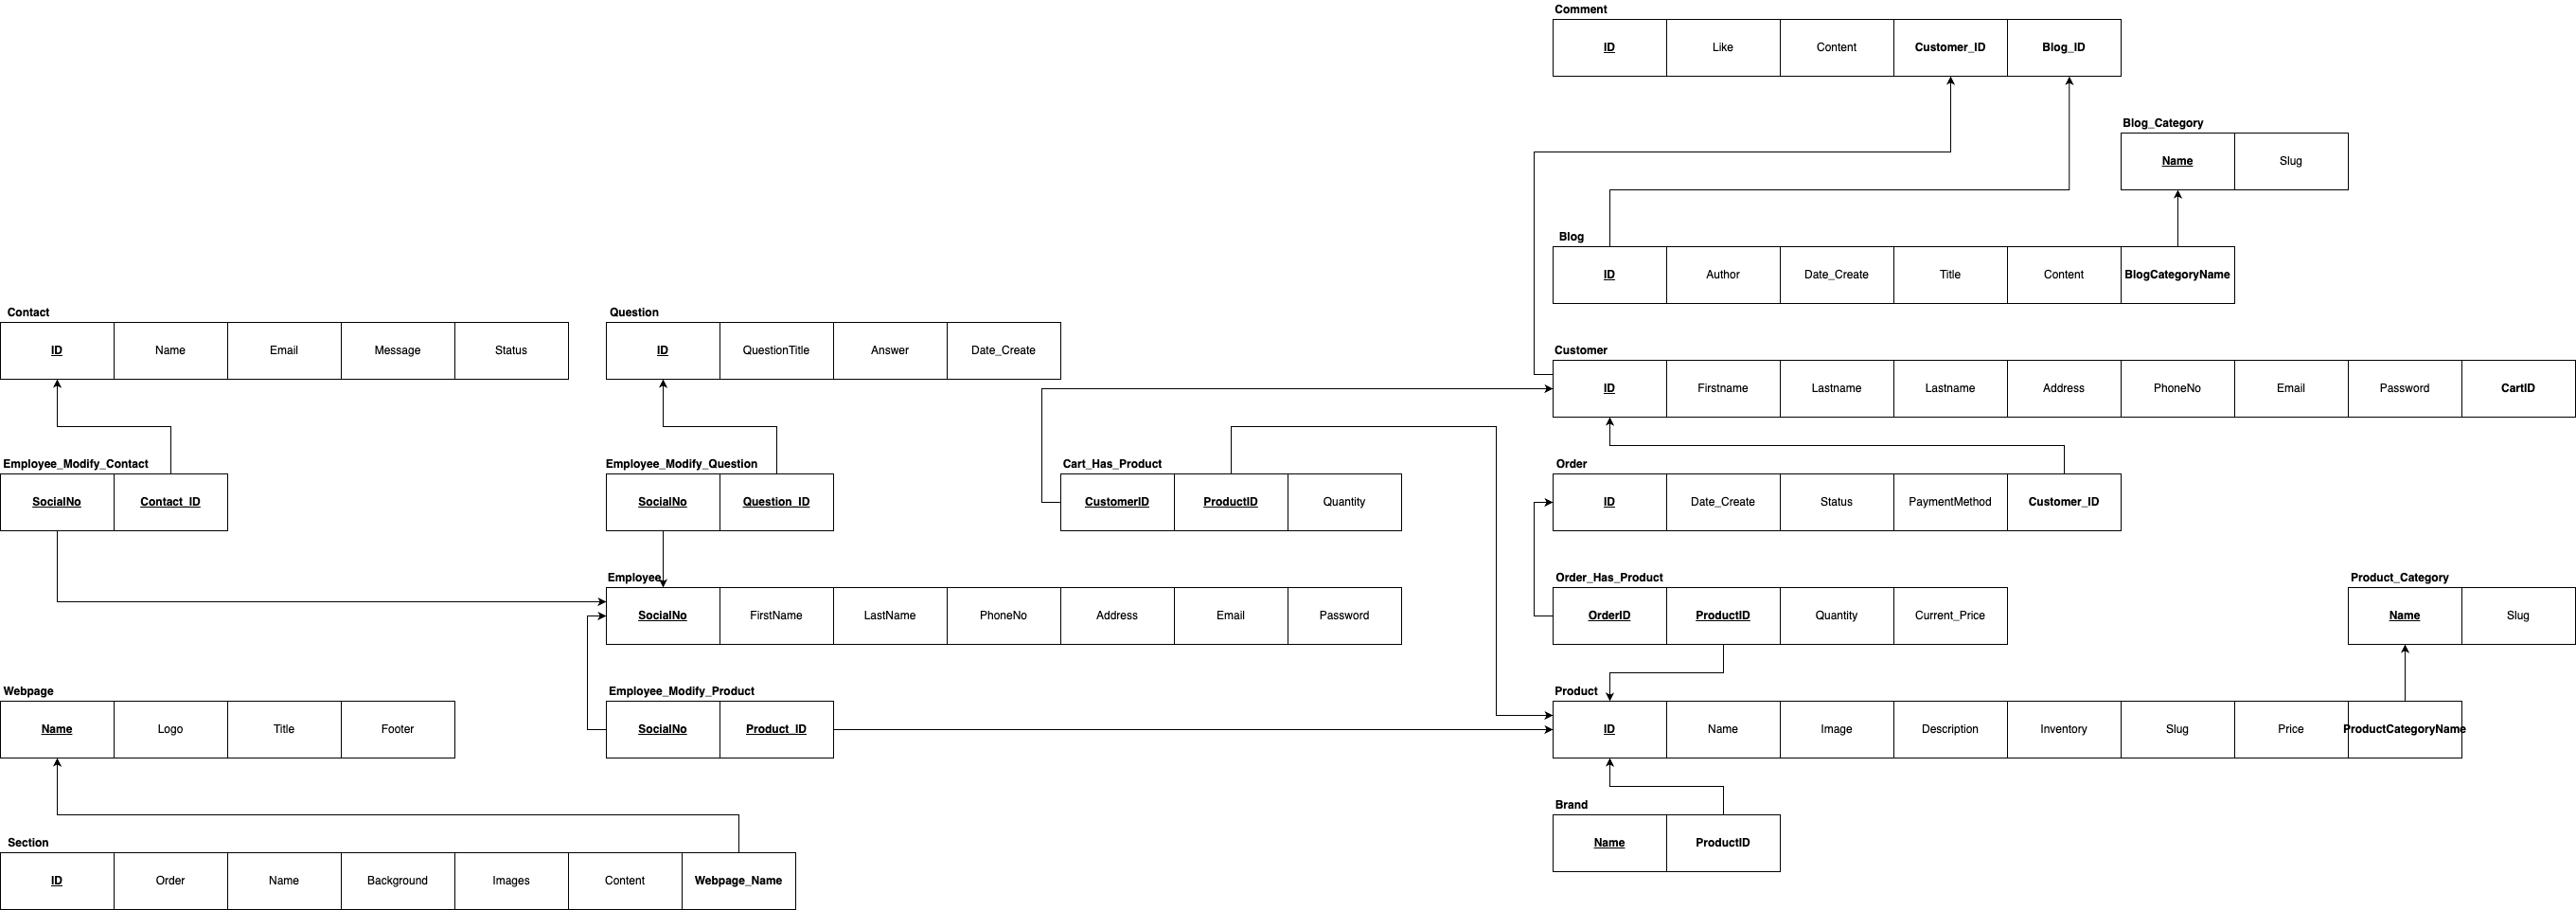 Comment
ID Like Content Customer_ID Blog_ID
Blog_Category
Name Slug
Blog
ID Author Date_Create Title Content BlogCategoryName
Contact
ID Name Email Message Status
Question
ID QuestionTitle Answer Date_Create
Customer
ID Firstname Lastname Lastname Address PhoneNo Email Password CartID
Employee_Modify_Contact
SocialNo Contact_ID
Employee_Modify_Question
SocialNo Question_ID
Cart_Has_Product
CustomerID ProductID Quantity
Order
ID Date_Create Status PaymentMethod Customer_ID
Employee
SocialNo FirstName LastName PhoneNo Address Email Password
Order_Has_Product
OrderID ProductID Quantity Current_Price
Product_Category
Name Slug
Webpage
Name Logo Title Footer
Employee_Modify_Product
SocialNo Product_ID
Product
ID Name Image Description Inventory Slug Price ProductCategoryName
Brand
Name ProductID
Section
ID Order Name Background Images Content Webpage_Name